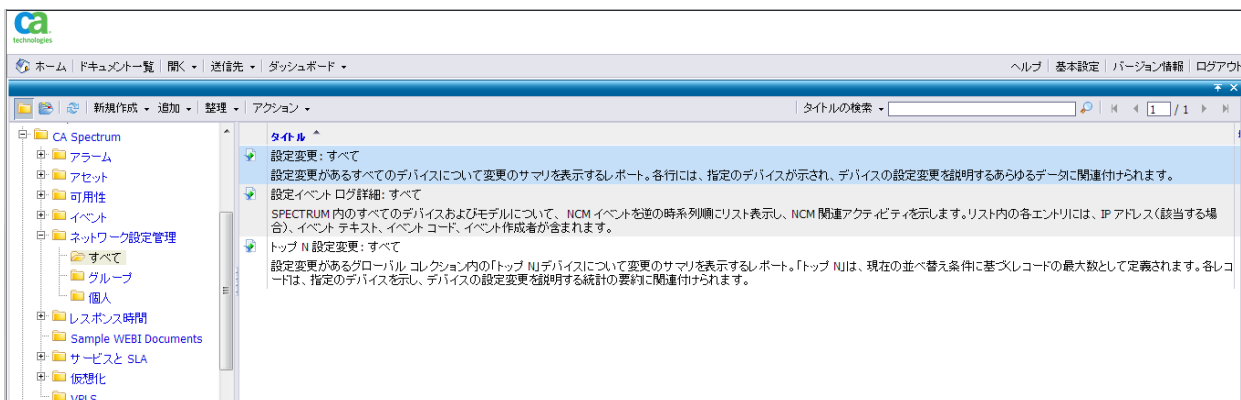 ca
technologies
ホーム ドキュメント一覧 開く 送信先 ダッシュボード ヘルプ 基本設定 バージョン情報 ログアウト
新規作成 追加 整理 アクション タイトルの検索 1 / 1
CA Spectrum
アラーム
アセット
可用性
イベント
ネットワーク設定管理
すべて
グループ
個人
レスポンス時間
Sample WEBI Documents
サービスと SLA
仮想化
VPLS
タイトル
設定変更: すべて
設定変更があるすべてのデバイスについて変更のサマリを表示するレポート。各行には、指定のデバイスが示され、デバイスの設定変更を説明するあらゆるデータに関連付けられます。
設定イベント ログ詳細: すべて
SPECTRUM 内のすべてのデバイスおよびモデルについて、NCM イベントを逆の時系列順にリスト表示し、NCM 関連アクティビティを示します。リスト内の各エントリには、IP アドレス(該当する場
合)、イベント テキスト、イベント コード、イベント作成者が含まれます。
トップ N 設定変更: すべて
設定変更があるグローバル コレクション内の「トップ N」デバイスについて変更のサマリを表示するレポート。「トップ N」は、現在の並べ替え条件に基づくレコードの最大数として定義されます。各レコ
ードは、指定のデバイスを示し、デバイスの設定変更を説明する統計の要約に関連付けられます。